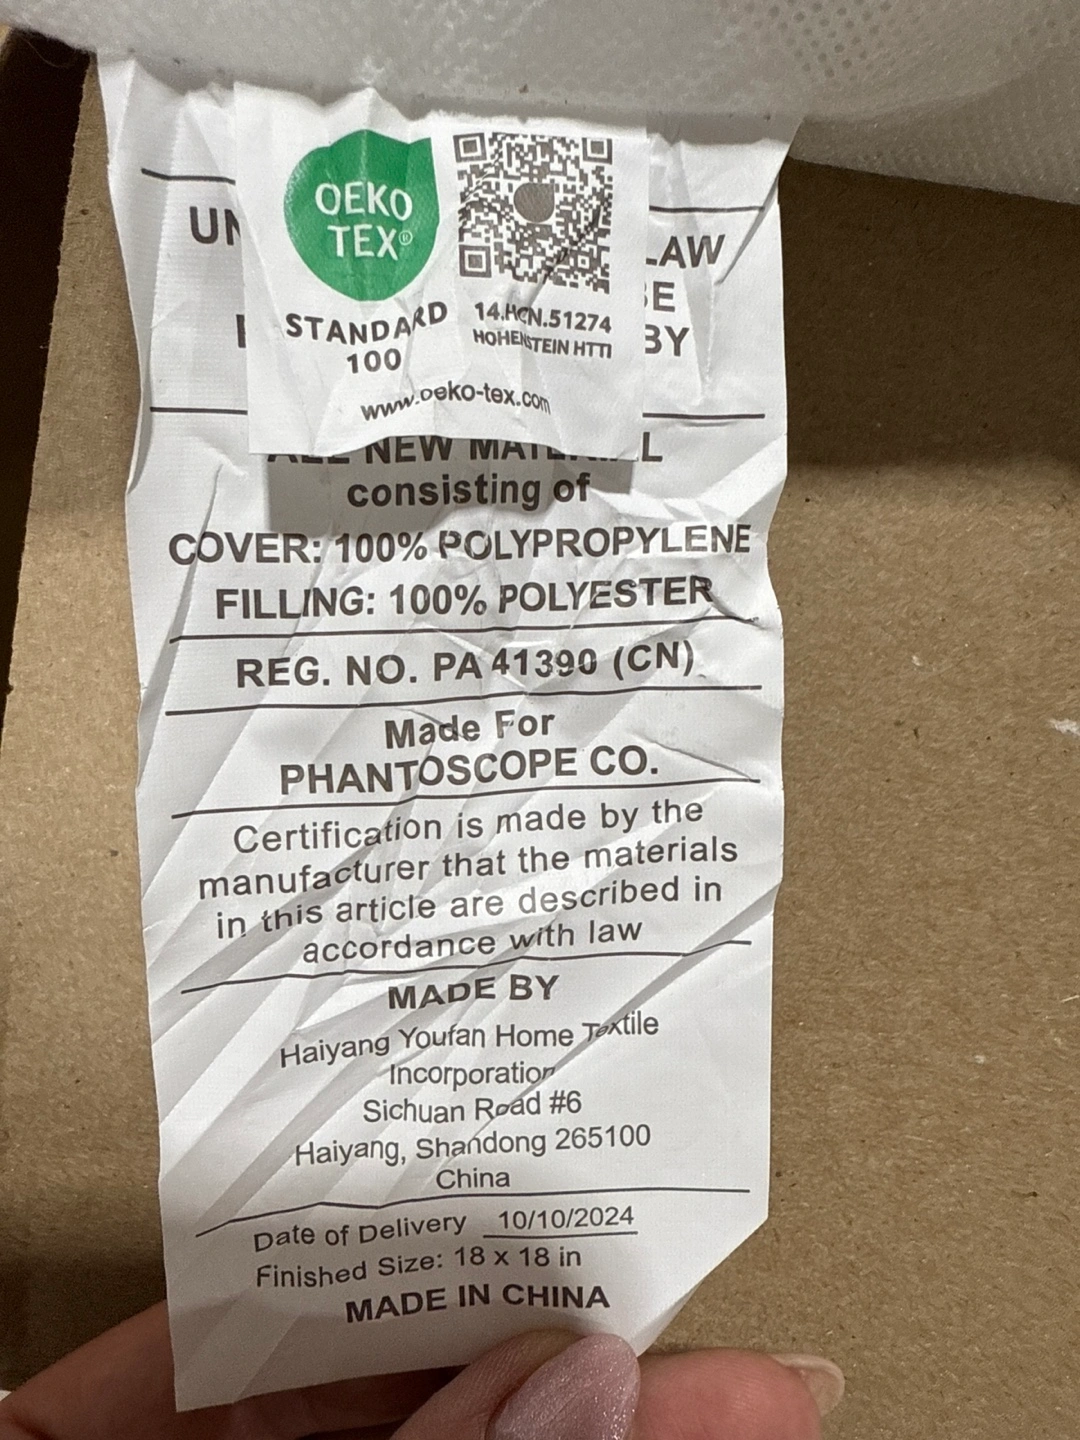 OEKO
TEX®
STANDARD
100
14.HCN.51274
HOHENSTEIN HTTI
www.oeko-tex.com
NEW
consisting of
COVER: 100% POLYPROPYLENE
FILLING: 100% POLYESTER
REG. NO. PA 41390 (CN)
Made For
PHANTOSCOPE CO.
Certification is made by the
manufacturer that the materials
in this article are described in
accordance with law
MADE BY
Haiyang Youfan Home Textile
Incorporation
Sichuan Road #6
Haiyang, Shandong 265100
China
Date of Delivery 10/10/2024
Finished Size: 18 x 18 in
MADE IN CHINA